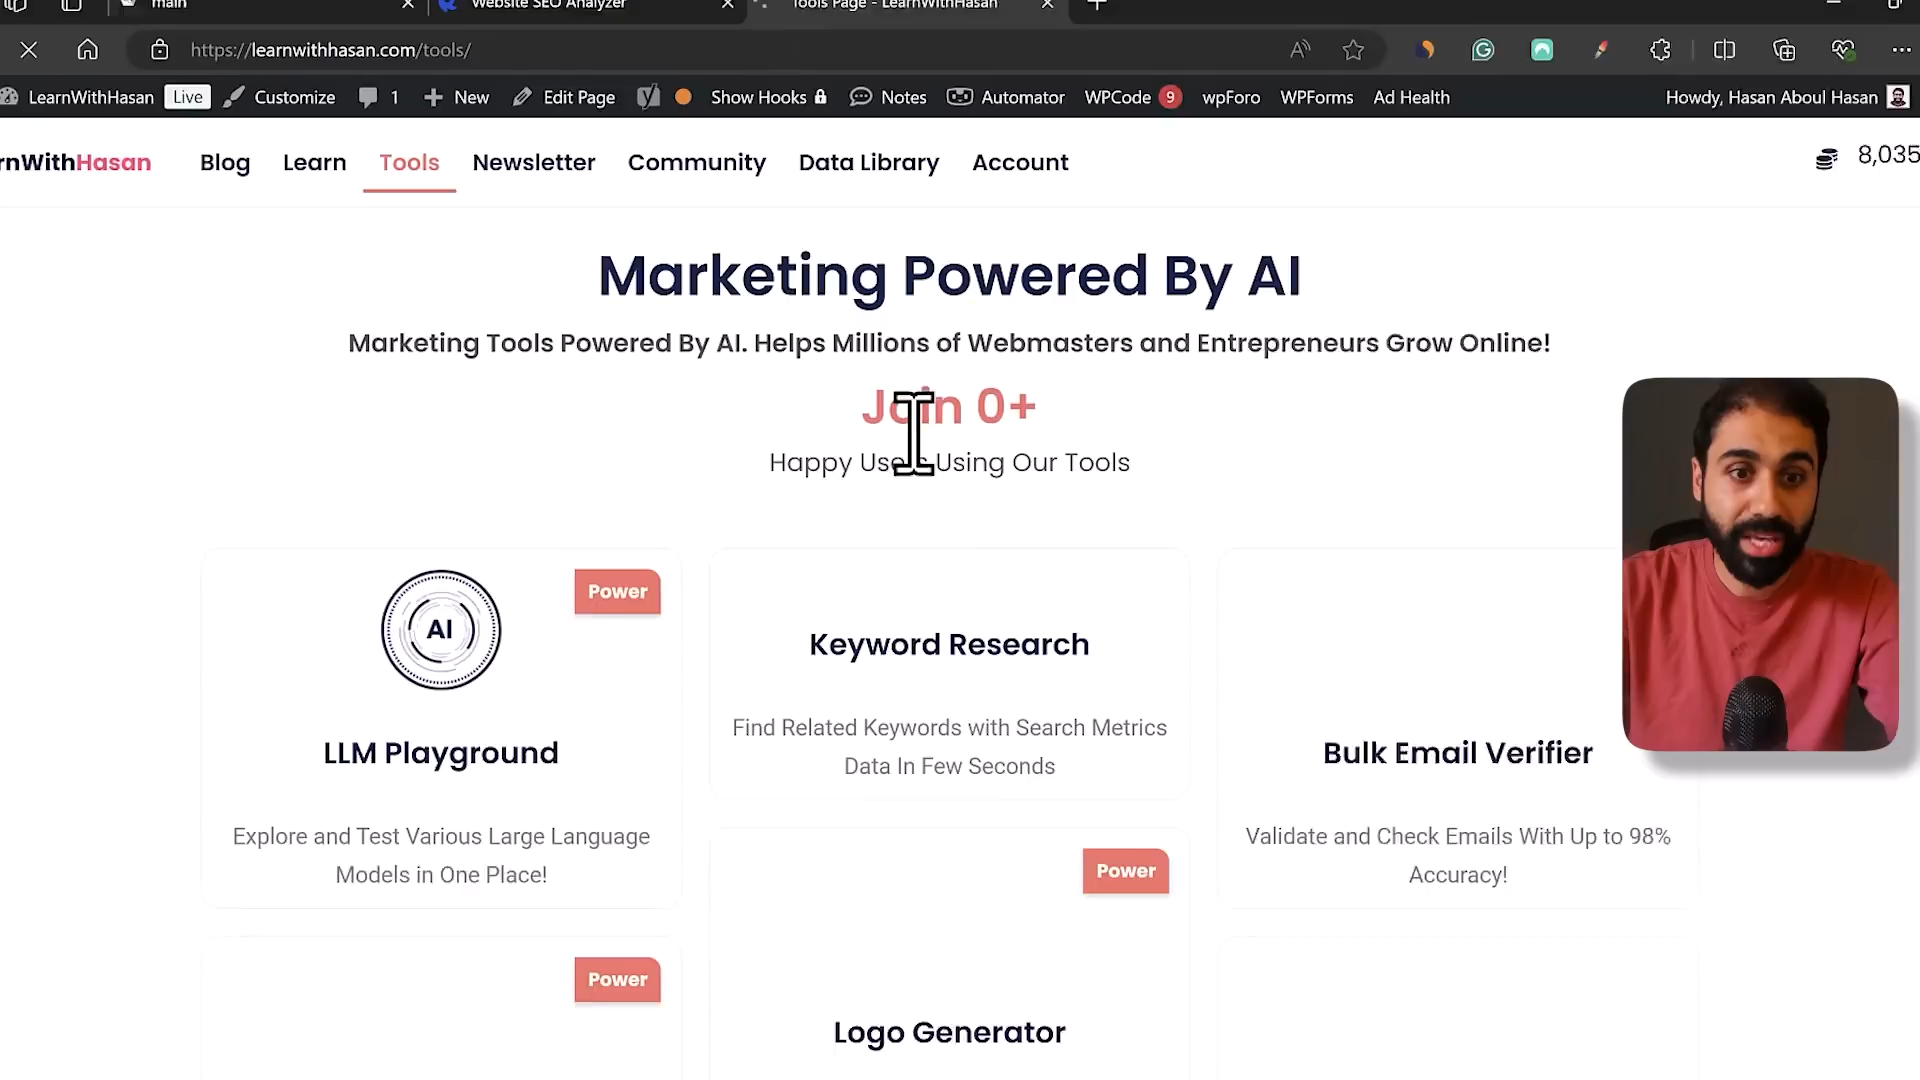 main
Website SEO Analyzer
Tools Page - LearnWithHasan
https://learnwithhasan.com/tools/
LearnWithHasan
Live
Customize
1
New
Edit Page
Show Hooks
Notes
Automator
WPCode 9
wpForo
WPForms
Ad Health
Howdy, Hasan Aboul Hasan
rnWithHasan
Blog
Learn
Tools
Newsletter
Community
Data Library
Account
8,035
Marketing Powered By AI
Marketing Tools Powered By AI. Helps Millions of Webmasters and Entrepreneurs Grow Online!
Join 0+
Happy Users Using Our Tools
AI
Power
LLM Playground
Explore and Test Various Large Language
Models in One Place!
Keyword Research
Find Related Keywords with Search Metrics
Data In Few Seconds
Bulk Email Verifier
Validate and Check Emails With Up to 98%
Accuracy!
Power
Power
Logo Generator